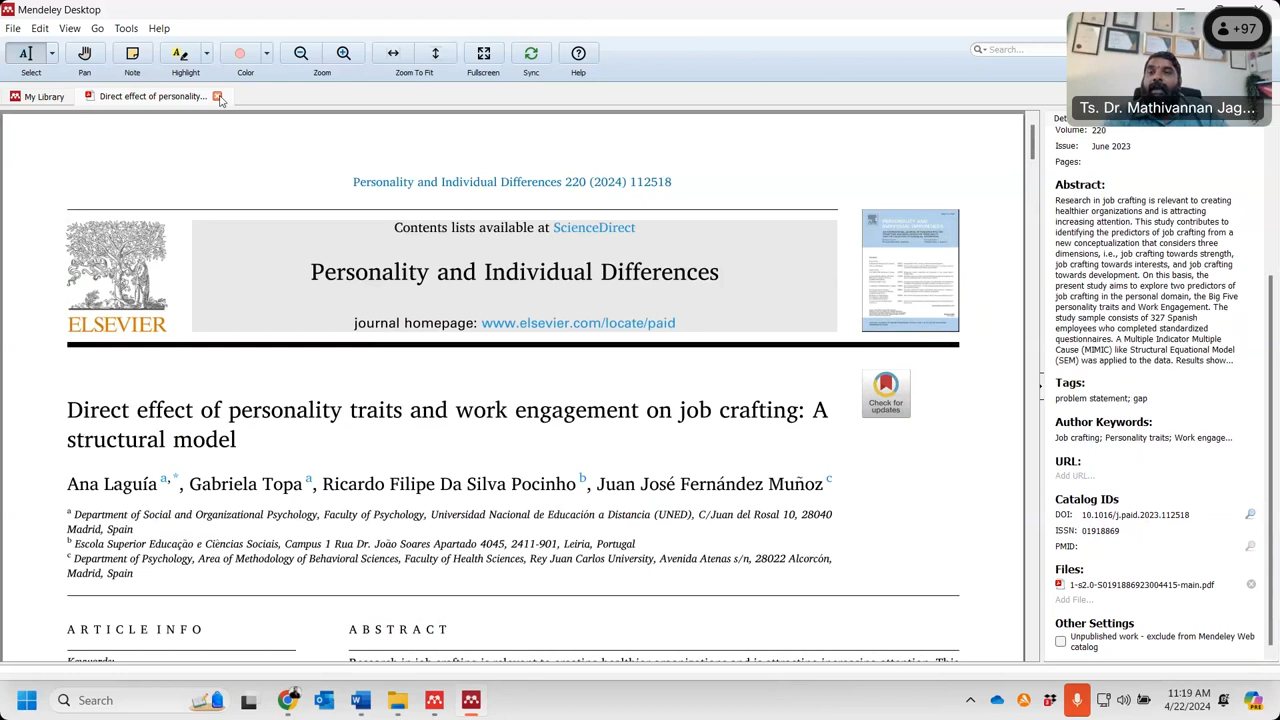 Mendeley Desktop
File Edit View Go Tools Help
+97
Search...
Select Pan Note Highlight Color Zoom Zoom To Fit Fullscreen Sync Help
My Library Direct effect of personality...
Ts. Dr. Mathivannan Jag...
Volume: 220
Issue: June 2023
Pages:
Abstract:
Research in job crafting is relevant to creating
healthier organizations and is attracting
increasing attention. This study contributes to
identifying the predictors of job crafting from a
new conceptualization that considers three
dimensions, i.e., job crafting towards strength,
job crafting towards interests, and job crafting
towards development. On this basis, the
present study aims to explore two predictors of
job crafting in the personal domain, the Big Five
personality traits and Work Engagement. The
study sample consists of 327 Spanish
employees who completed standardized
questionnaires. A Multiple Indicator Multiple
Cause (MIMIC) like Structural Equational Model
(SEM) was applied to the data. Results show...
Tags:
problem statement; gap
Author Keywords:
Job crafting; Personality traits; Work engage...
URL:
Add URL...
Catalog IDs
DOI: 10.1016/j.paid.2023.112518
ISSN: 01918869
PMID:
Files:
1-s2.0-S0191886923004415-main.pdf
Add File...
Other Settings
Unpublished work - exclude from Mendeley Web
catalog
Personality and Individual Differences 220 (2024) 112518
Contents lists available at ScienceDirect
Personality and Individual Differences
journal homepage: www.elsevier.com/locate/paid
ELSEVIER
Check for
updates
Direct effect of personality traits and work engagement on job crafting: A
structural model
Ana Laguía a,*, Gabriela Topa a, Ricardo Filipe Da Silva Pocinho b, Juan José Fernández Muñoz c
a Department of Social and Organizational Psychology, Faculty of Psychology, Universidad Nacional de Educación a Distancia (UNED), C/Juan del Rosal 10, 28040
Madrid, Spain
b Escola Superior Educação e Ciências Sociais, Campus 1 Rua Dr. João Soares Apartado 4045, 2411-901, Leiria, Portugal
c Department of Psychology, Area of Methodology of Behavioral Sciences, Faculty of Health Sciences, Rey Juan Carlos University, Avenida Atenas s/n, 28022 Alcorcón,
Madrid, Spain
ARTICLE INFO ABSTRACT
Search
11:19 AM
4/22/2024